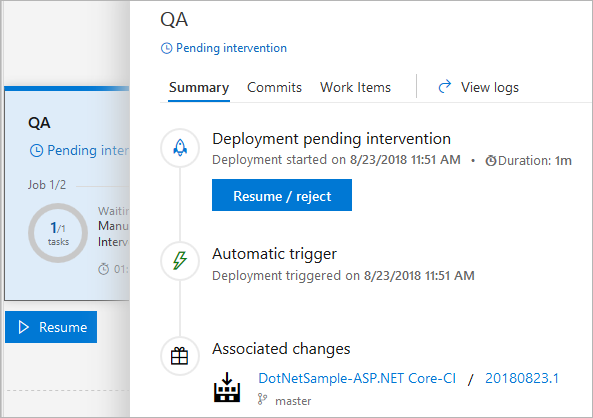 QA
Pending inter
Job 1/2
1/1
tasks
Waitin
Manu
Interv
01:
Resume
QA
Pending intervention
Summary Commits Work Items View logs
Deployment pending intervention
Deployment started on 8/23/2018 11:51 AM • Duration: 1m
Resume / reject
Automatic trigger
Deployment triggered on 8/23/2018 11:51 AM
Associated changes
DotNetSample-ASP.NET Core-CI / 20180823.1
master